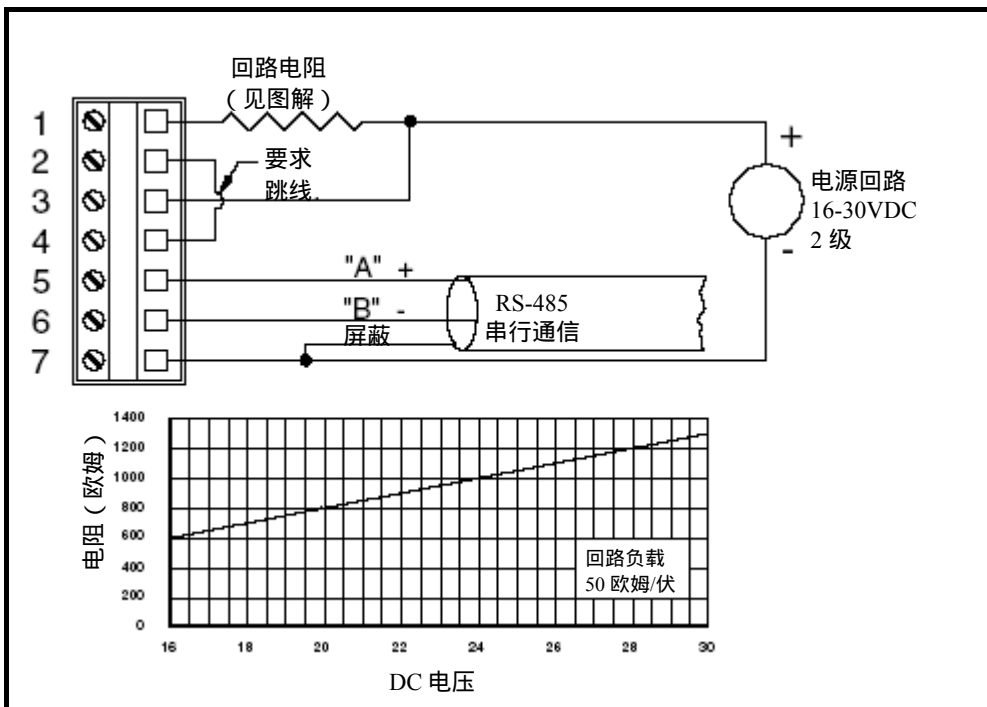 回路电阻
（见图解）
1
2
3
4
5
6
7
要求
跳线.
+
电源回路
16-30VDC
2 级
-
"A" +
"B" -
屏蔽
RS-485
串行通信
电阻（欧姆）
1400
1200
1000
800
600
400
200
0
回路负载
50 欧姆/伏
16
18
20
22
24
26
28
30
DC 电压